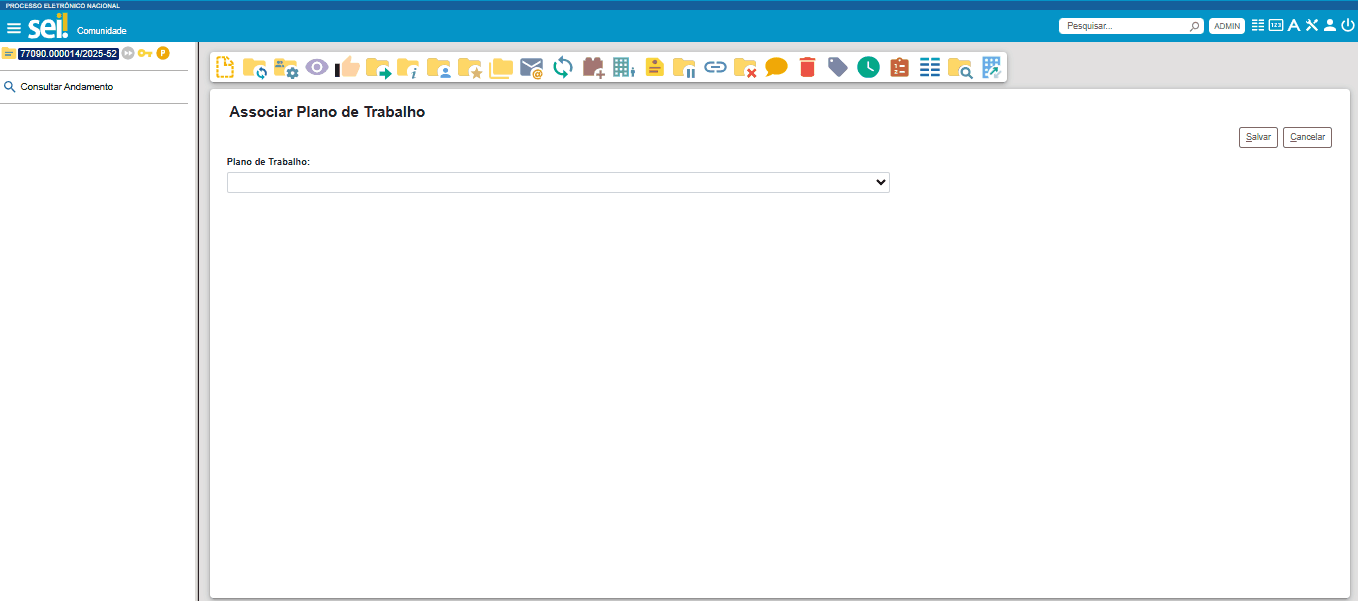 PROCESSO ELETRÔNICO NACIONAL
sei!
Comunidade
Pesquisar...
ADMIN
123
77090.000014/2025-52
P
Consultar Andamento
Associar Plano de Trabalho
Salvar
Cancelar
Plano de Trabalho: